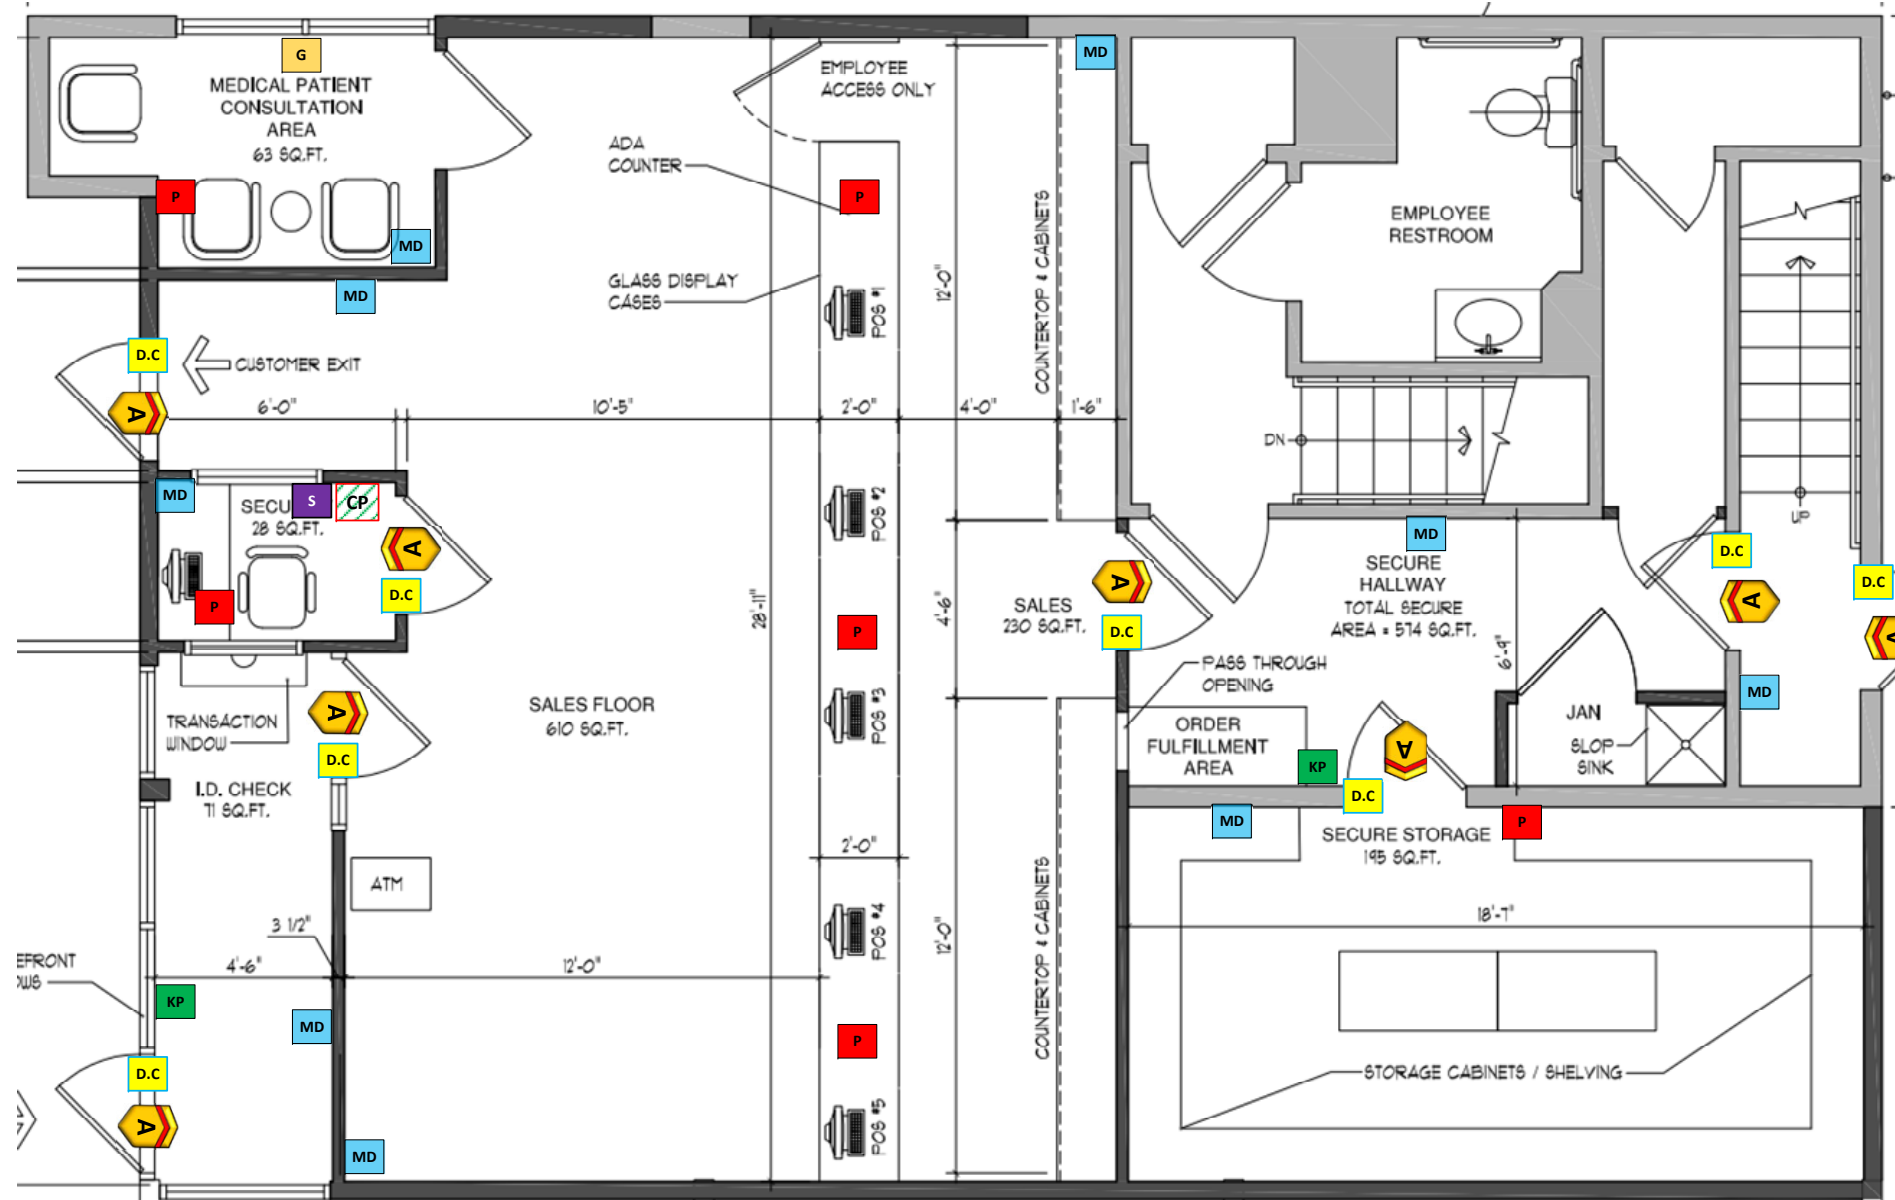 G
MEDICAL PATIENT
CONSULTATION
AREA
63 SQ.FT.
P
MD
MD
EMPLOYEE
ACCESS ONLY
ADA
COUNTER
P
GLASS DISPLAY
CASES
POS #1
MD
COUNTERTOP & CABINETS
12'-0"
EMPLOYEE
RESTROOM
D.C
CUSTOMER EXIT
A
6'-0"
10'-5"
2'-0"
4'-0"
1'-6"
DN
UP
MD
S
CP
SECU
28 SQ.FT.
A
D.C
P
POS #2
28'-11"
4'-6"
SALES
230 SQ.FT.
A
D.C
MD
SECURE
HALLWAY
TOTAL SECURE
AREA = 574 SQ.FT.
6'-9"
D.C
A
D.C
A
MD
P
POS #3
SALES FLOOR
610 SQ.FT.
TRANSACTION
WINDOW
A
D.C
I.D. CHECK
71 SQ.FT.
PASS THROUGH
OPENING
ORDER
FULFILLMENT
AREA
KP
A
D.C
JAN
SLOP
SINK
MD
SECURE STORAGE
195 SQ.FT.
P
2'-0"
ATM
3 1/2"
POS #4
12'-0"
COUNTERTOP & CABINETS
18'-7"
EFRONT
OWS
4'-6"
12'-0"
KP
MD
P
D.C
A
POS #5
MD
STORAGE CABINETS / SHELVING